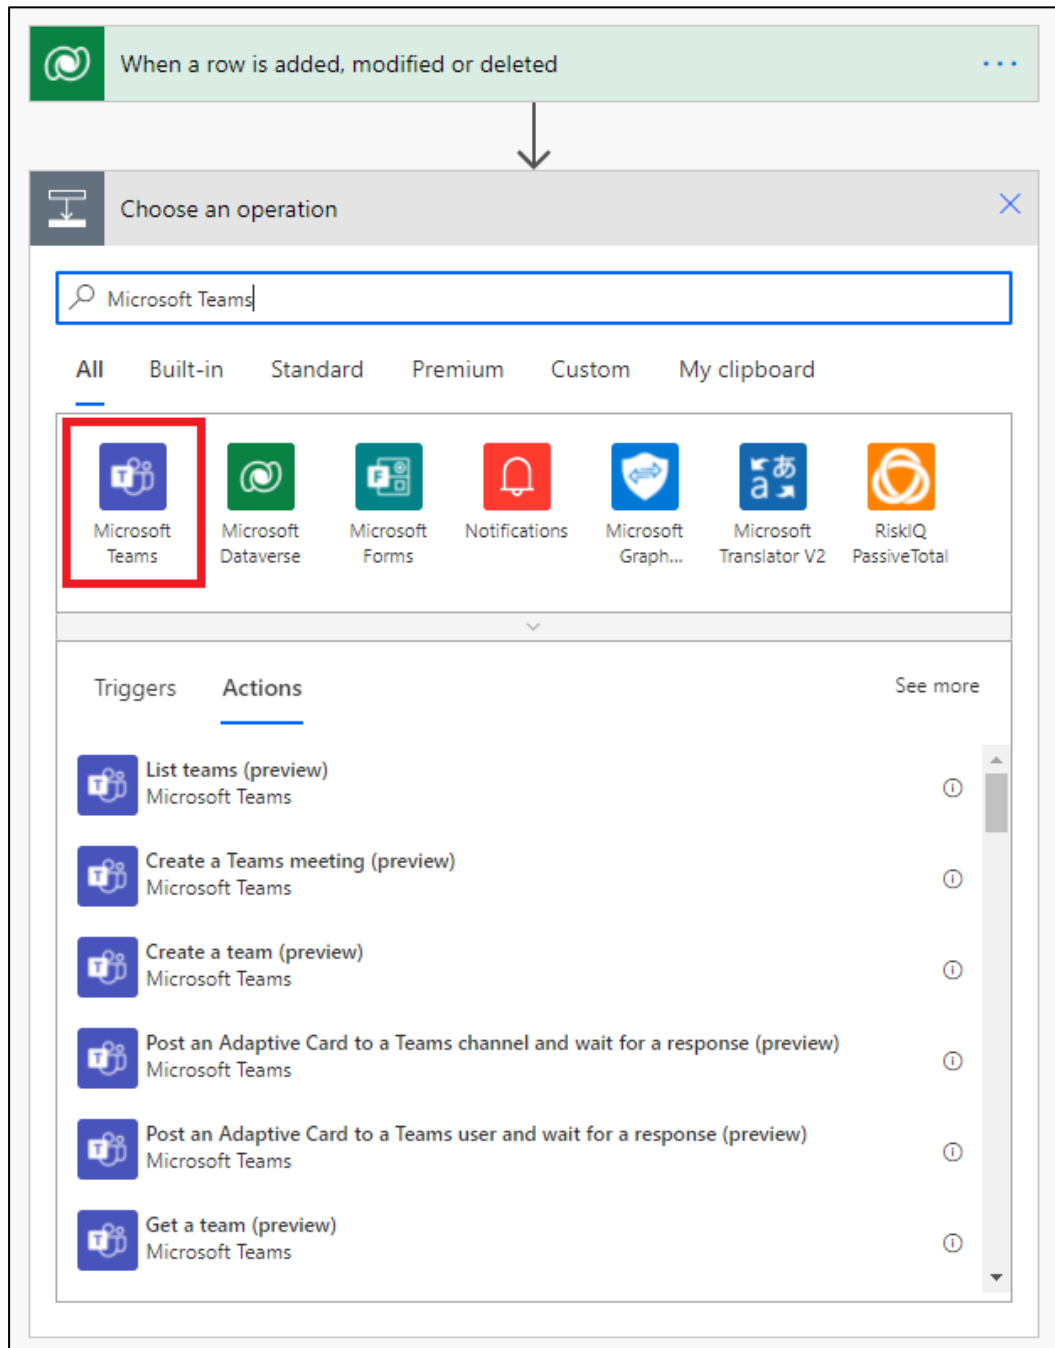 When a row is added, modified or deleted
Choose an operation
Microsoft Teams
All Built-in Standard Premium Custom My clipboard
Microsoft Teams
Microsoft Dataverse
Microsoft Forms
Notifications
Microsoft Graph...
Microsoft Translator V2
RiskIQ PassiveTotal
Triggers Actions See more
List teams (preview)
Microsoft Teams
Create a Teams meeting (preview)
Microsoft Teams
Create a team (preview)
Microsoft Teams
Post an Adaptive Card to a Teams channel and wait for a response (preview)
Microsoft Teams
Post an Adaptive Card to a Teams user and wait for a response (preview)
Microsoft Teams
Get a team (preview)
Microsoft Teams